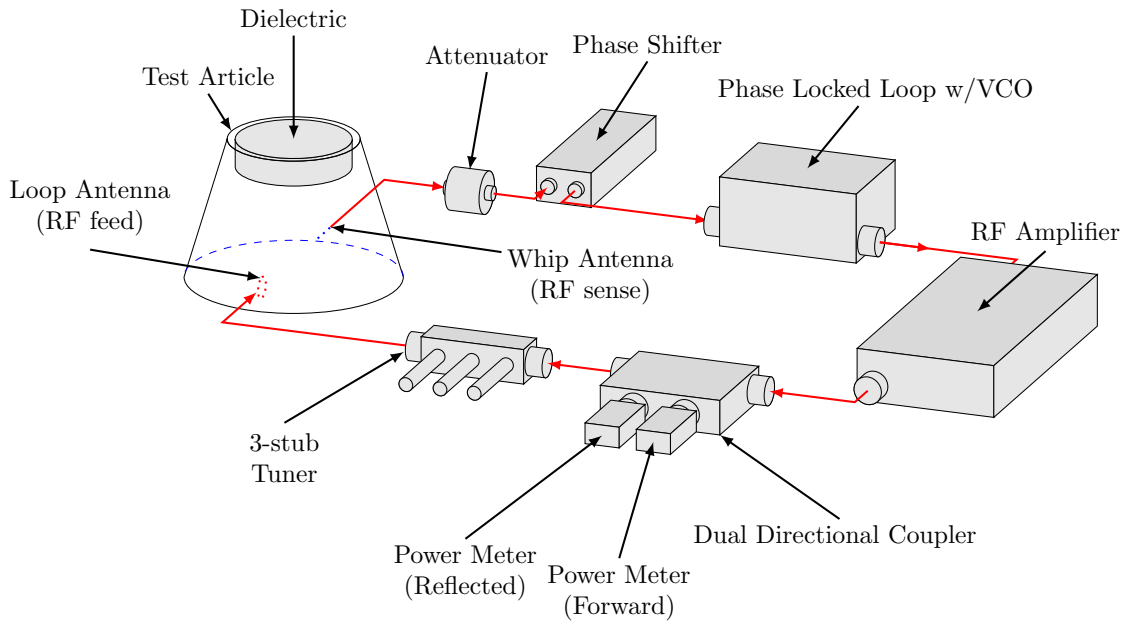 Dielectric
Test Article
Attenuator
Phase Shifter
Phase Locked Loop w/VCO
Loop Antenna
(RF feed)
Whip Antenna
(RF sense)
RF Amplifier
3-stub
Tuner
Power Meter
(Reflected)
Power Meter
(Forward)
Dual Directional Coupler